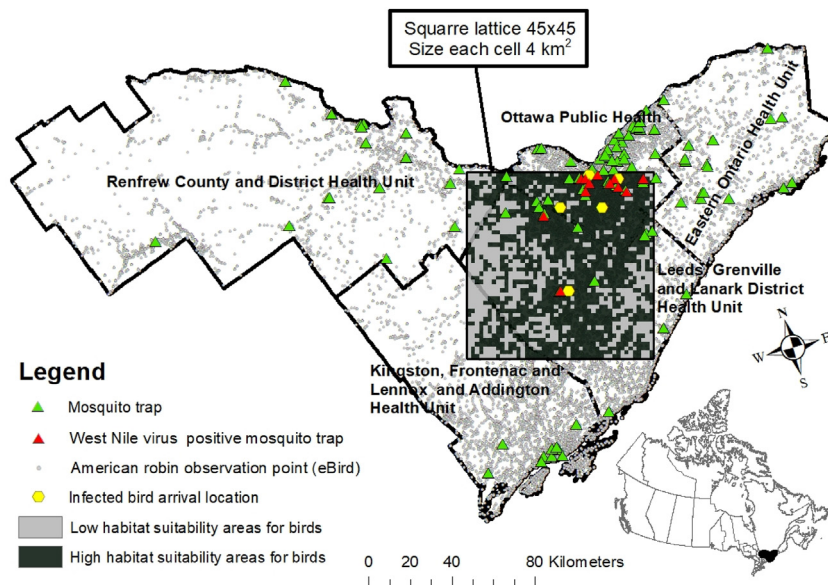 Squarre lattice 45x45
Size each cell 4 km²
Ottawa Public Health
Eastern Ontario Health Unit
Renfrew County and District Health Unit
Leeds, Grenville
and Lanark District
Health Unit
Kingston, Frontenac and
Lennox and Addington
Health Unit
N
E
W
S
Legend
Mosquito trap
West Nile virus positive mosquito trap
American robin observation point (eBird)
Infected bird arrival location
Low habitat suitability areas for birds
High habitat suitability areas for birds
0 20 40 80 Kilometers